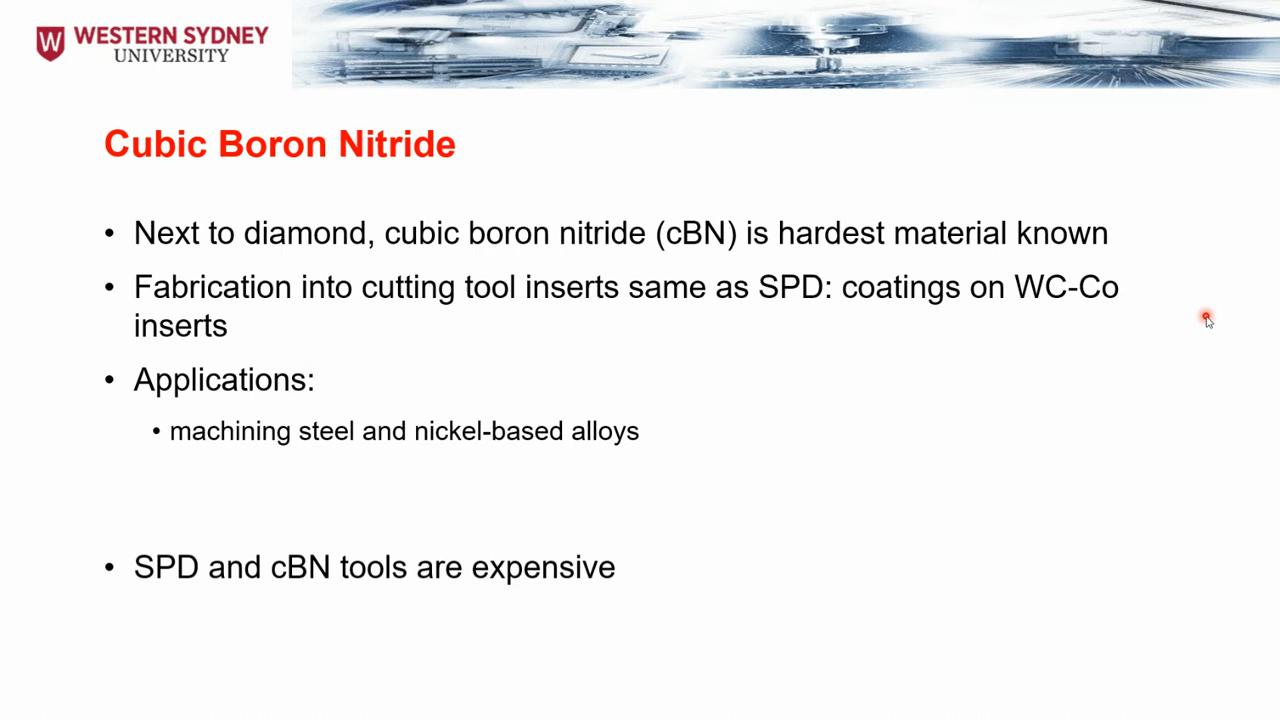 W WESTERN SYDNEY
UNIVERSITY
Cubic Boron Nitride
• Next to diamond, cubic boron nitride (cBN) is hardest material known
• Fabrication into cutting tool inserts same as SPD: coatings on WC-Co
inserts
• Applications:
• machining steel and nickel-based alloys
• SPD and cBN tools are expensive